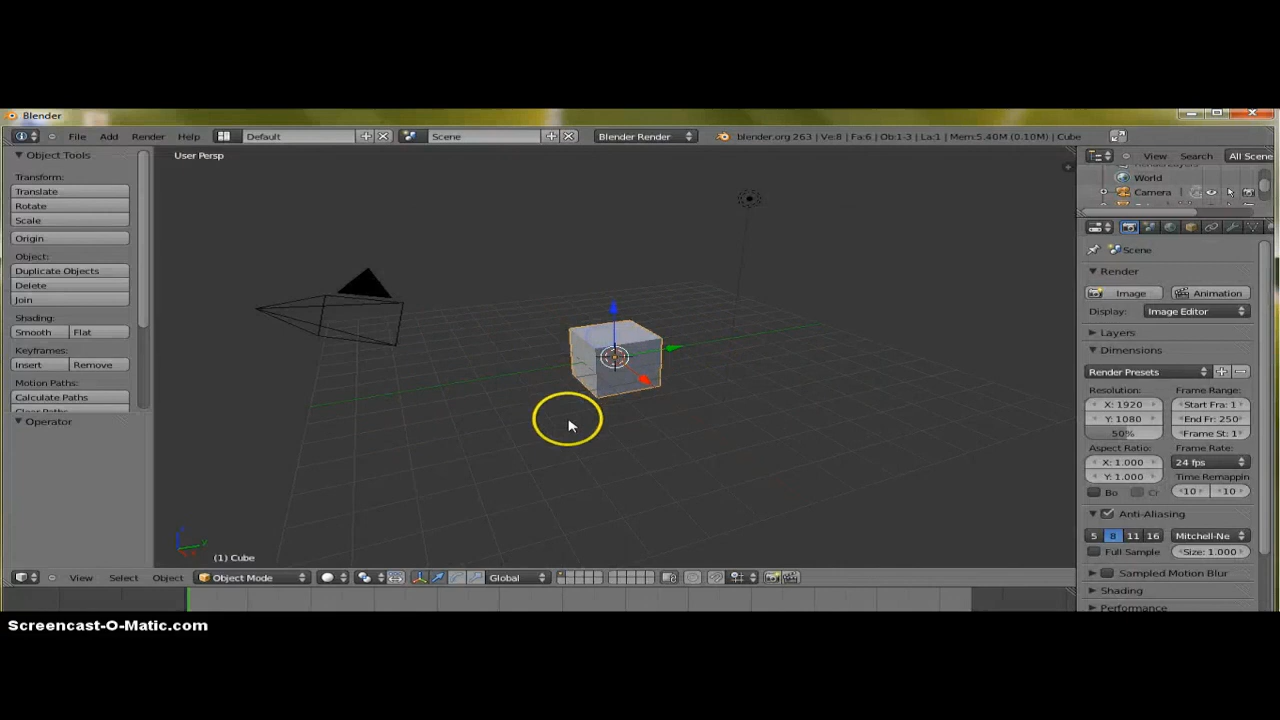 Blender
File Add Render Help Default Scene Blender Render blender.org 263 | Ve:8 | Fa:6 | Ob:1-3 | La:1 | Mem:5.40M (0.10M) | Cube
Object Tools
Transform:
Translate
Rotate
Scale
Origin
Object:
Duplicate Objects
Delete
Join
Shading:
Smooth Flat
Keyframes:
Insert Remove
Motion Paths:
Calculate Paths
Operator
User Persp
(1) Cube
View Select Object Object Mode Global
View Search All Scene
World
Camera
Scene
Render
Image Animation
Display: Image Editor
Layers
Dimensions
Render Presets
Resolution: Frame Range:
X: 1920 Start Fra: 1
Y: 1080 End Fr: 250
50% Frame St: 1
Aspect Ratio: Frame Rate:
X: 1.000 24 fps
Y: 1.000 Time Remappin
Bo Cr 10 10
Anti-Aliasing
5 8 11 16 Mitchell-Ne
Full Sample Size: 1.000
Sampled Motion Blur
Shading
Performance
Screencast-O-Matic.com